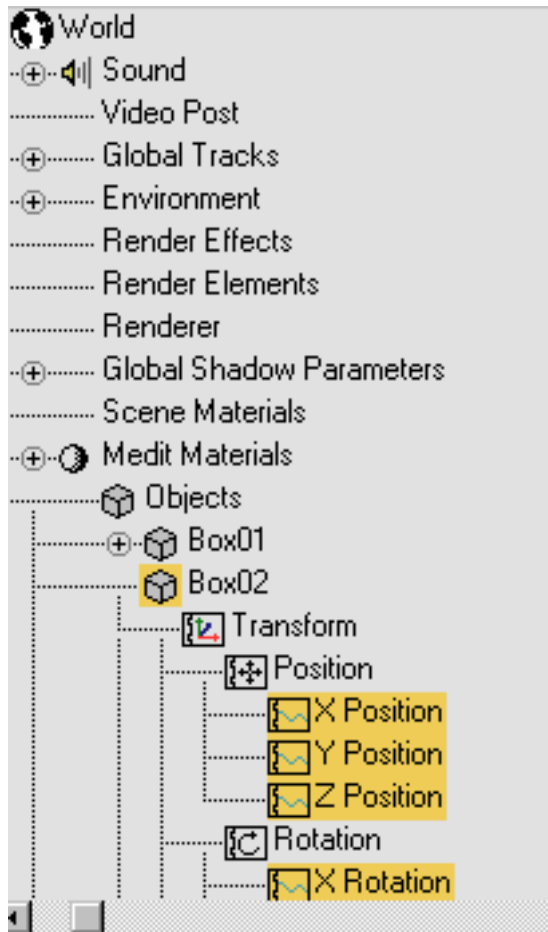 World
Sound
Video Post
Global Tracks
Environment
Render Effects
Render Elements
Renderer
Global Shadow Parameters
Scene Materials
Medit Materials
Objects
Box01
Box02
Transform
Position
X Position
Y Position
Z Position
Rotation
X Rotation